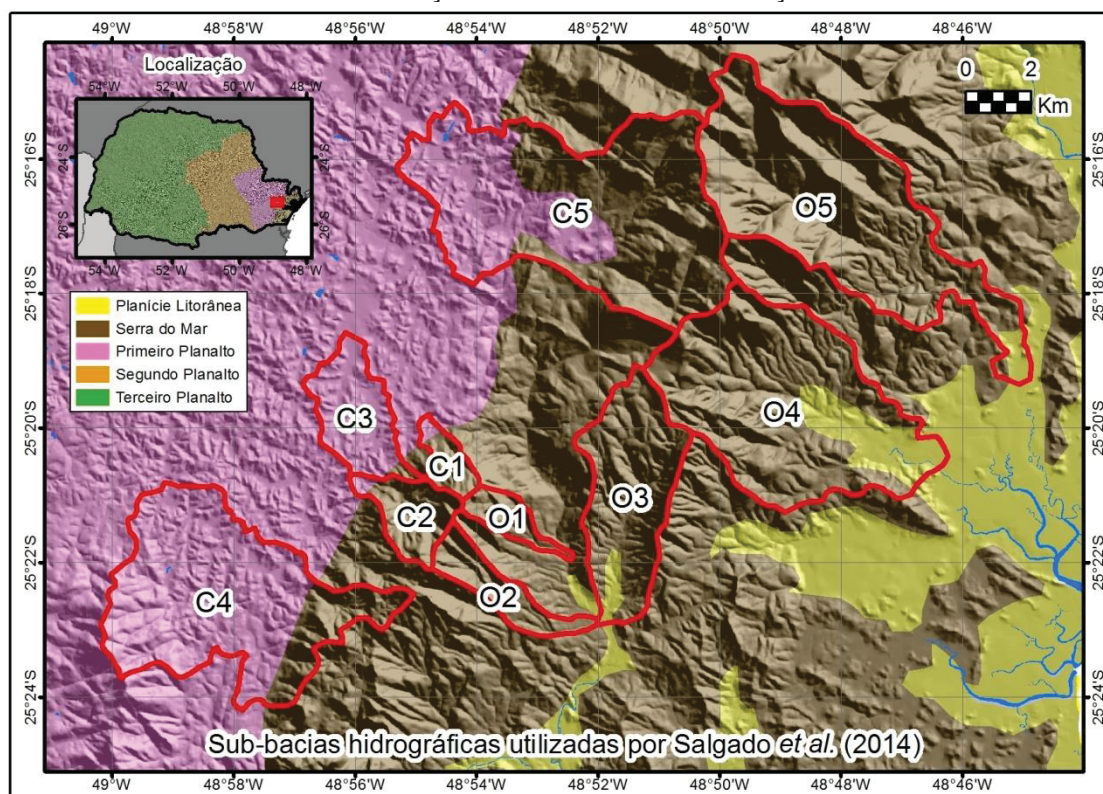 Localização
54°W
52°W
50°W
48°W
24°S
26°S
24°S
26°S
54°W
52°W
50°W
48°W
Planície Litorânea
Serra do Mar
Primeiro Planalto
Segundo Planalto
Terceiro Planalto
49°W
48°58'W
48°56'W
48°54'W
48°52'W
48°50'W
48°48'W
48°46'W
0 2
Km
25°16'S
25°18'S
25°20'S
25°22'S
25°24'S
25°16'S
25°18'S
25°20'S
25°22'S
25°24'S
C5
O5
C3
C1
O4
O3
C2
O1
C4
O2
Sub-bacias hidrográficas utilizadas por Salgado et al. (2014)
49°W
48°58'W
48°56'W
48°54'W
48°52'W
48°50'W
48°48'W
48°46'W